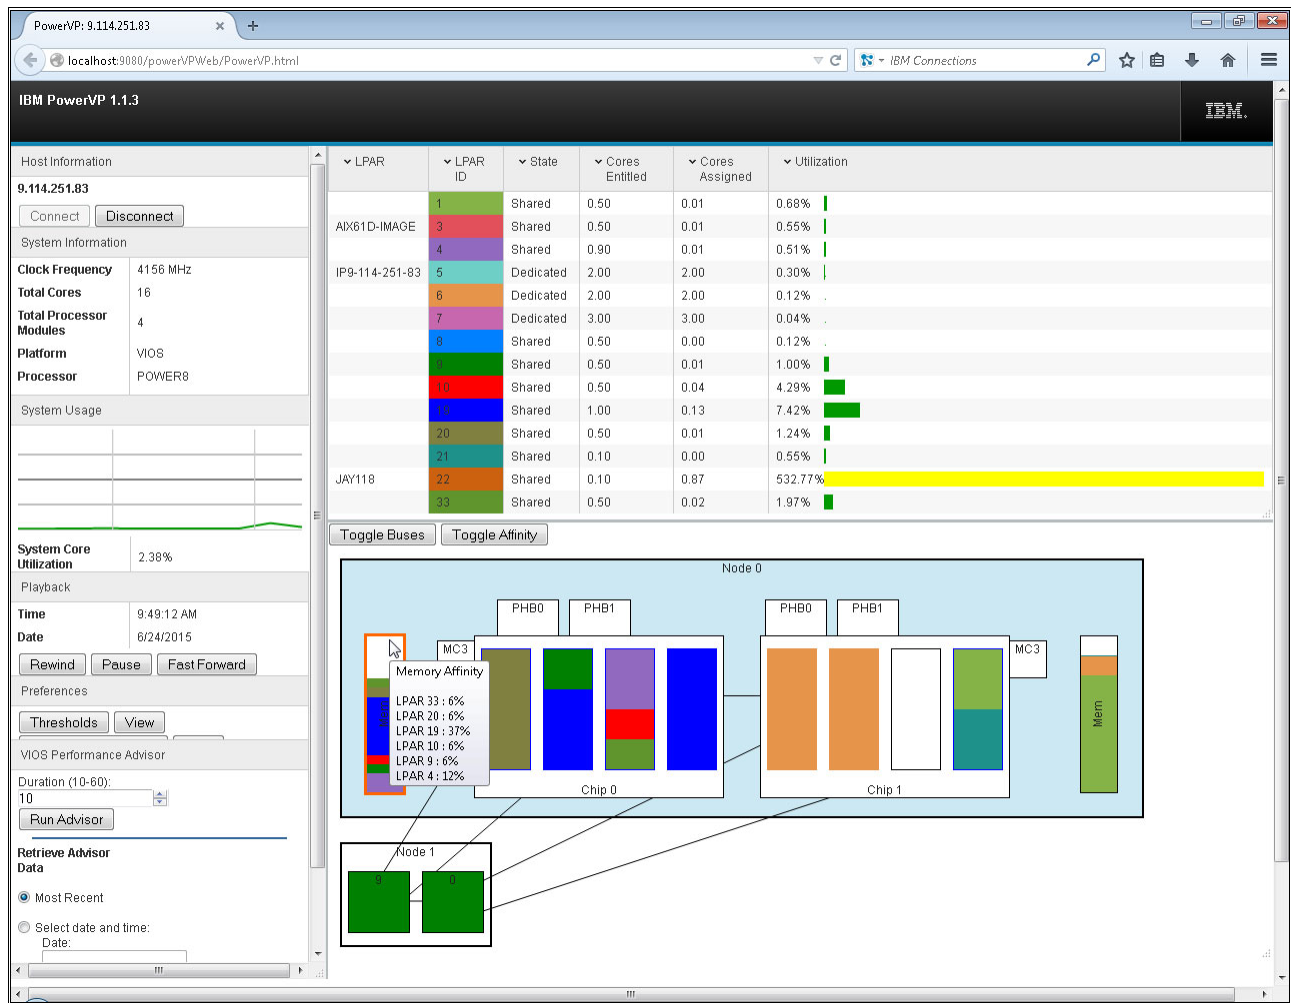 PowerVP: 9.114.251.83
localhost:9080/powerVPWeb/PowerVP.html
IBM Connections
IBM PowerVP 1.1.3
IBM.
Host Information
9.114.251.83
Connect Disconnect
System Information
Clock Frequency 4156 MHz
Total Cores 16
Total Processor
Modules 4
Platform VIOS
Processor POWER8
System Usage
System Core
Utilization 2.38%
Playback
Time 9:49:12 AM
Date 6/24/2015
Rewind Pause Fast Forward
Preferences
Thresholds View
VIOS Performance Advisor
Duration (10-60):
10
Run Advisor
Retrieve Advisor
Data
Most Recent
Select date and time:
Date:
LPAR LPAR ID State Cores Entitled Cores Assigned Utilization
1 Shared 0.50 0.01 0.68%
AIX61D-IMAGE 3 Shared 0.50 0.01 0.55%
4 Shared 0.90 0.01 0.51%
IP9-114-251-83 5 Dedicated 2.00 2.00 0.30%
6 Dedicated 2.00 2.00 0.12%
7 Dedicated 3.00 3.00 0.04%
8 Shared 0.50 0.00 0.12%
9 Shared 0.50 0.01 1.00%
10 Shared 0.50 0.04 4.29%
19 Shared 1.00 0.13 7.42%
20 Shared 0.50 0.01 1.24%
21 Shared 0.10 0.00 0.55%
JAY118 22 Shared 0.10 0.87 532.77%
33 Shared 0.50 0.02 1.97%
Toggle Buses Toggle Affinity
Node 0
PHB0 PHB1 PHB0 PHB1
MC3 MC3
Memory Affinity
LPAR 33 : 6%
LPAR 20 : 6%
LPAR 19 : 37%
LPAR 10 : 6%
LPAR 9 : 6%
LPAR 4 : 12%
Mem
Chip 0 Chip 1
Node 1
9 0